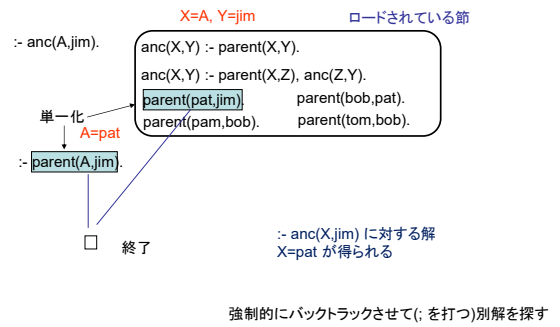 X=A, Y=jim
ロードされている節
:- anc(A,jim).
anc(X,Y) :- parent(X,Y).
anc(X,Y) :- parent(X,Z), anc(Z,Y).
parent(pat,jim). parent(bob,pat).
parent(pam,bob). parent(tom,bob).
単一化
A=pat
:- parent(A,jim).
□ 終了
:- anc(X,jim) に対する解
X=pat が得られる
強制的にバックトラックさせて(; を打つ)別解を探す